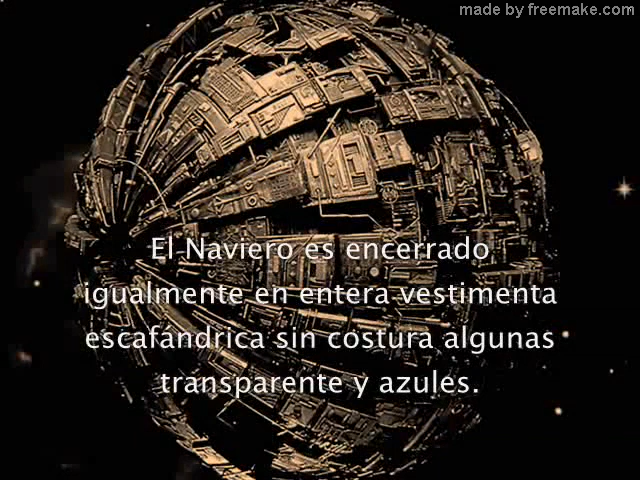 made by freemake.com
El Naviero es encerrado
igualmente en entera vestimenta
escafándrica sin costura algunas
transparente y azules.